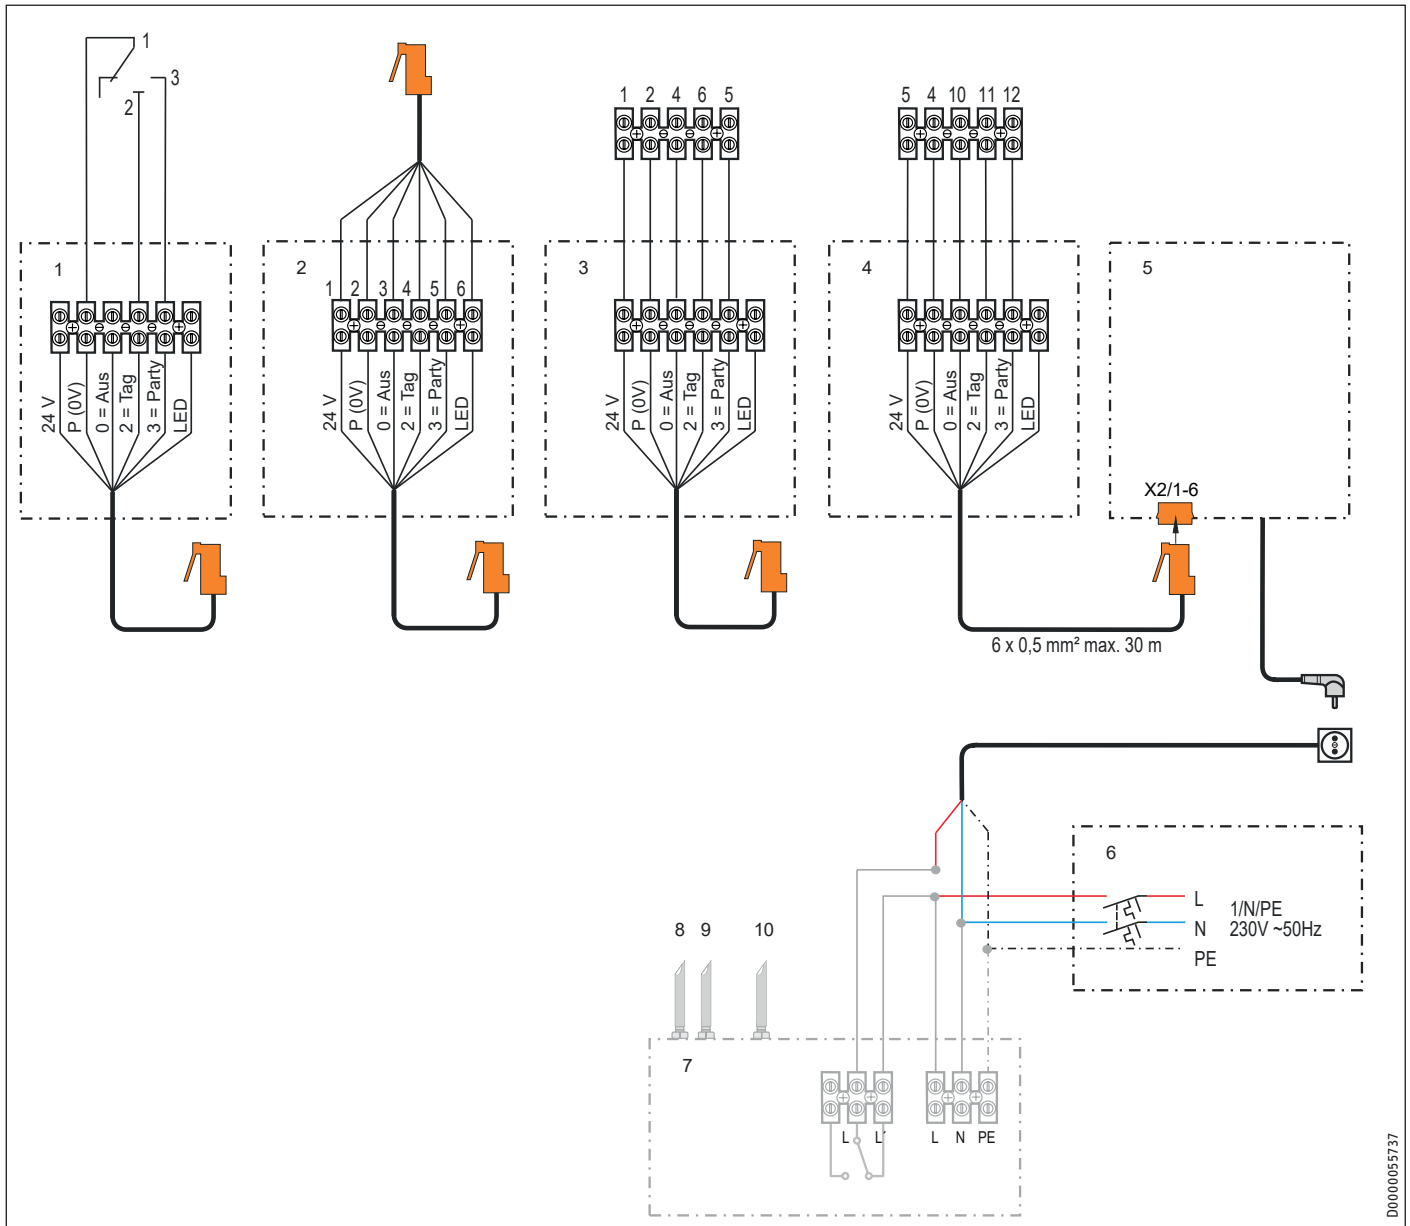 1
3
2
1
24 V
P (0V)
0 = Aus
2 = Tag
3 = Party
LED
2
1 2 3 4 5 6
24 V
P (0V)
0 = Aus
2 = Tag
3 = Party
LED
1 2 4 6 5
3
24 V
P (0V)
0 = Aus
2 = Tag
3 = Party
LED
5 4 10 11 12
4
24 V
P (0V)
0 = Aus
2 = Tag
3 = Party
LED
5
X2/1-6
6 x 0,5 mm² max. 30 m
6
L
N
PE
1/N/PE
230V ~50Hz
8 9 10
7
L L´ L N PE
D0000055737